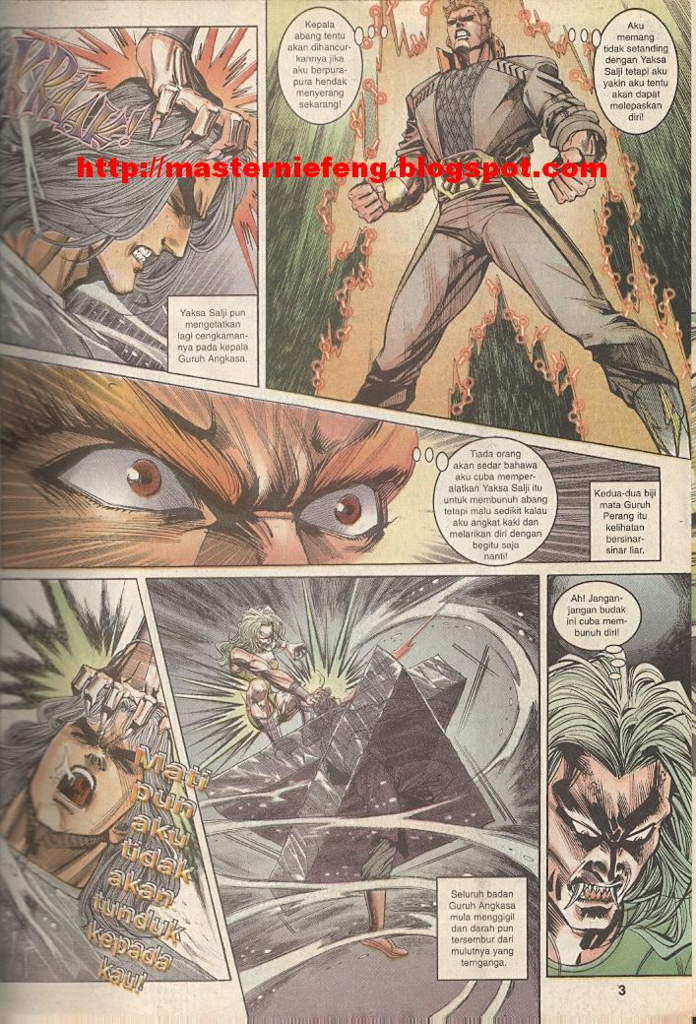 Kepala
abang tentu
akan dihancur-
kannya jika
aku berpura-
pura hendak
menyerang
sekarang!
Aku
memang
tidak setanding
dengan Yaksa
Salji tetapi aku
yakin aku tentu
akan dapat
melepaskan
diri!
http://masterniefeng.blogspot.com
Yaksa Salji pun
mengetatkan
lagi cengkaman-
nya pada kepala
Guruh Angkasa.
Tiada orang
akan sedar bahawa
aku cuba memper-
alatkan Yaksa Salji itu
untuk membunuh abang
tetapi malu sedikit kalau
aku angkat kaki dan
melarikan diri dengan
begitu saja
nanti!
Kedua-dua biji
mata Guruh
Perang itu
kelihatan
bersinar-
sinar liar.
Mati
pun
aku
tidak
akan
tunduk
kepada
kau!
Seluruh badan
Guruh Angkasa
mula menggigil
dan darah pun
tersembur dari
mulutnya yang
ternganga.
Ah! Jangan-
jangan budak
ini cuba mem-
bunuh diri!
3